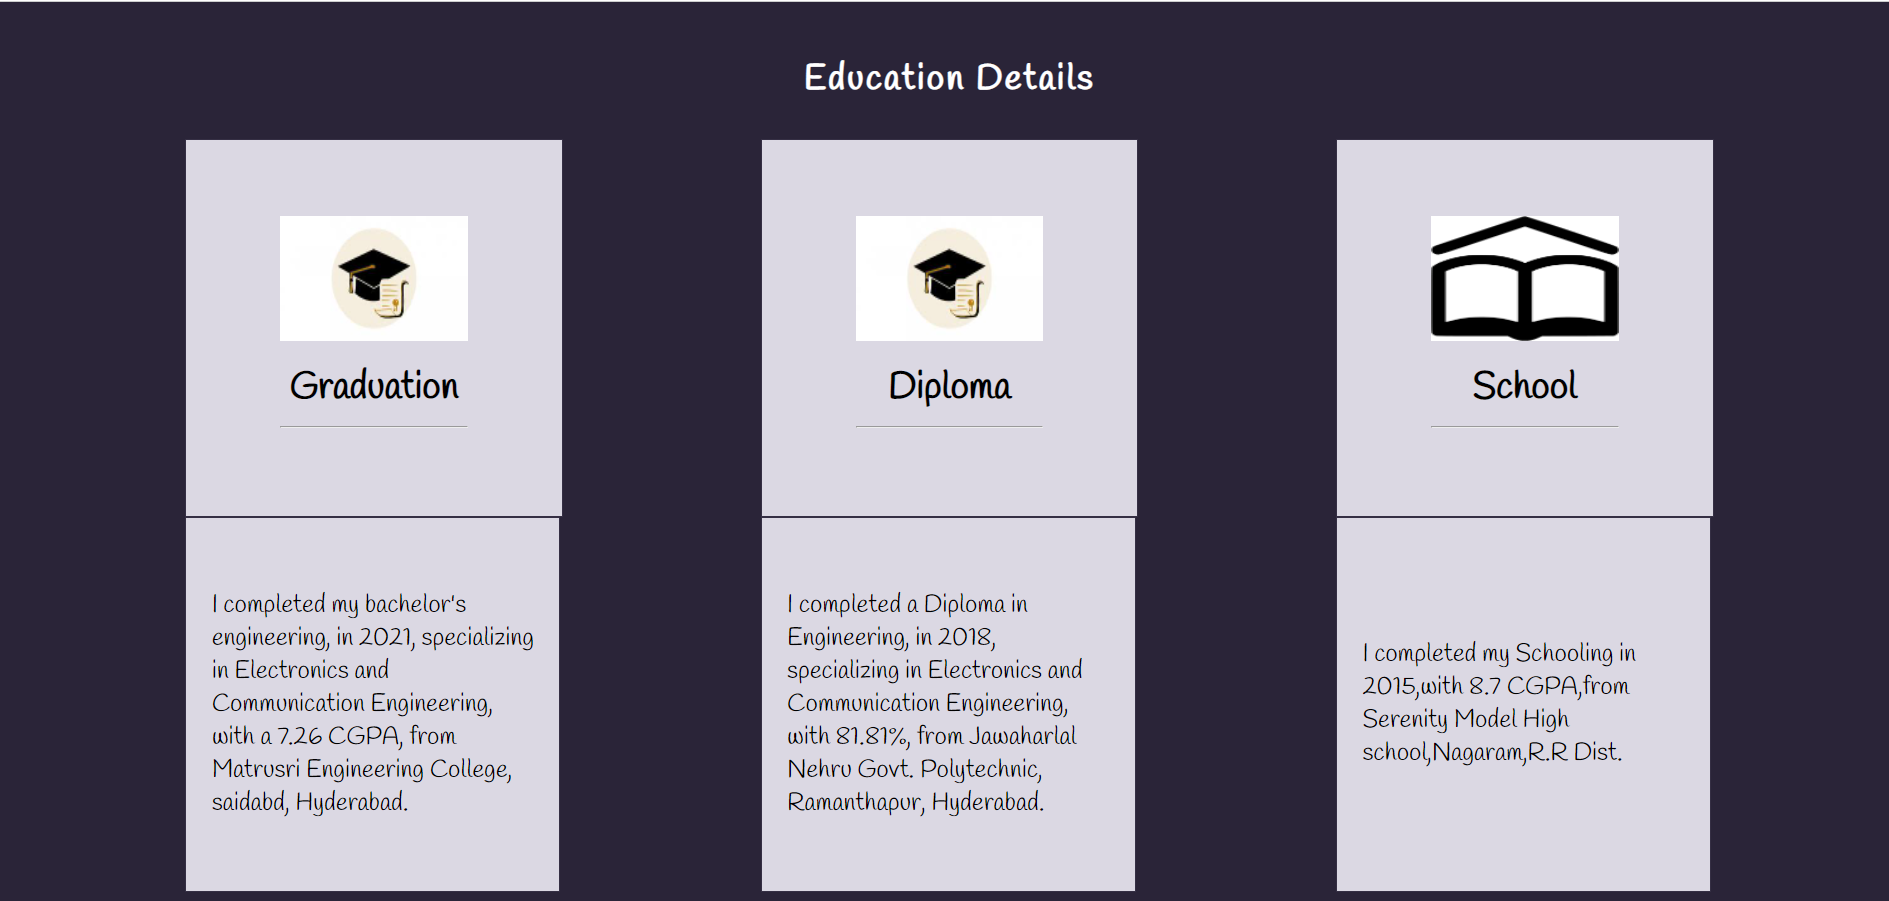 Education Details
Graduation
Diploma
School
I completed my bachelor's
engineering, in 2021, specializing
in Electronics and
Communication Engineering,
with a 7.26 CGPA, from
Matrusri Engineering College,
saidabd, Hyderabad.
I completed a Diploma in
Engineering, in 2018,
specializing in Electronics and
Communication Engineering,
with 81.81%, from Jawaharlal
Nehru Govt. Polytechnic,
Ramanthapur, Hyderabad.
I completed my Schooling in
2015,with 8.7 CGPA,from
Serenity Model High
school,Nagaram,R.R Dist.